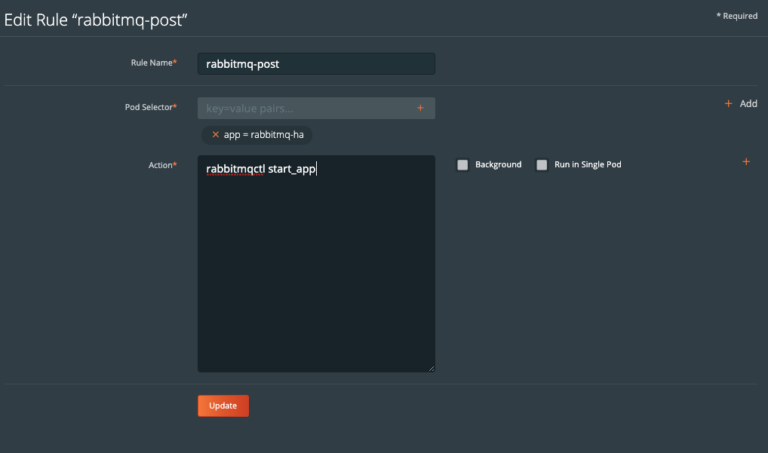 Edit Rule “rabbitmq-post”
* Required
Rule Name*
rabbitmq-post
Pod Selector*
key=value pairs...
+
+ Add
× app = rabbitmq-ha
Action*
rabbitmqctl start_app
Background
Run in Single Pod
+
Update